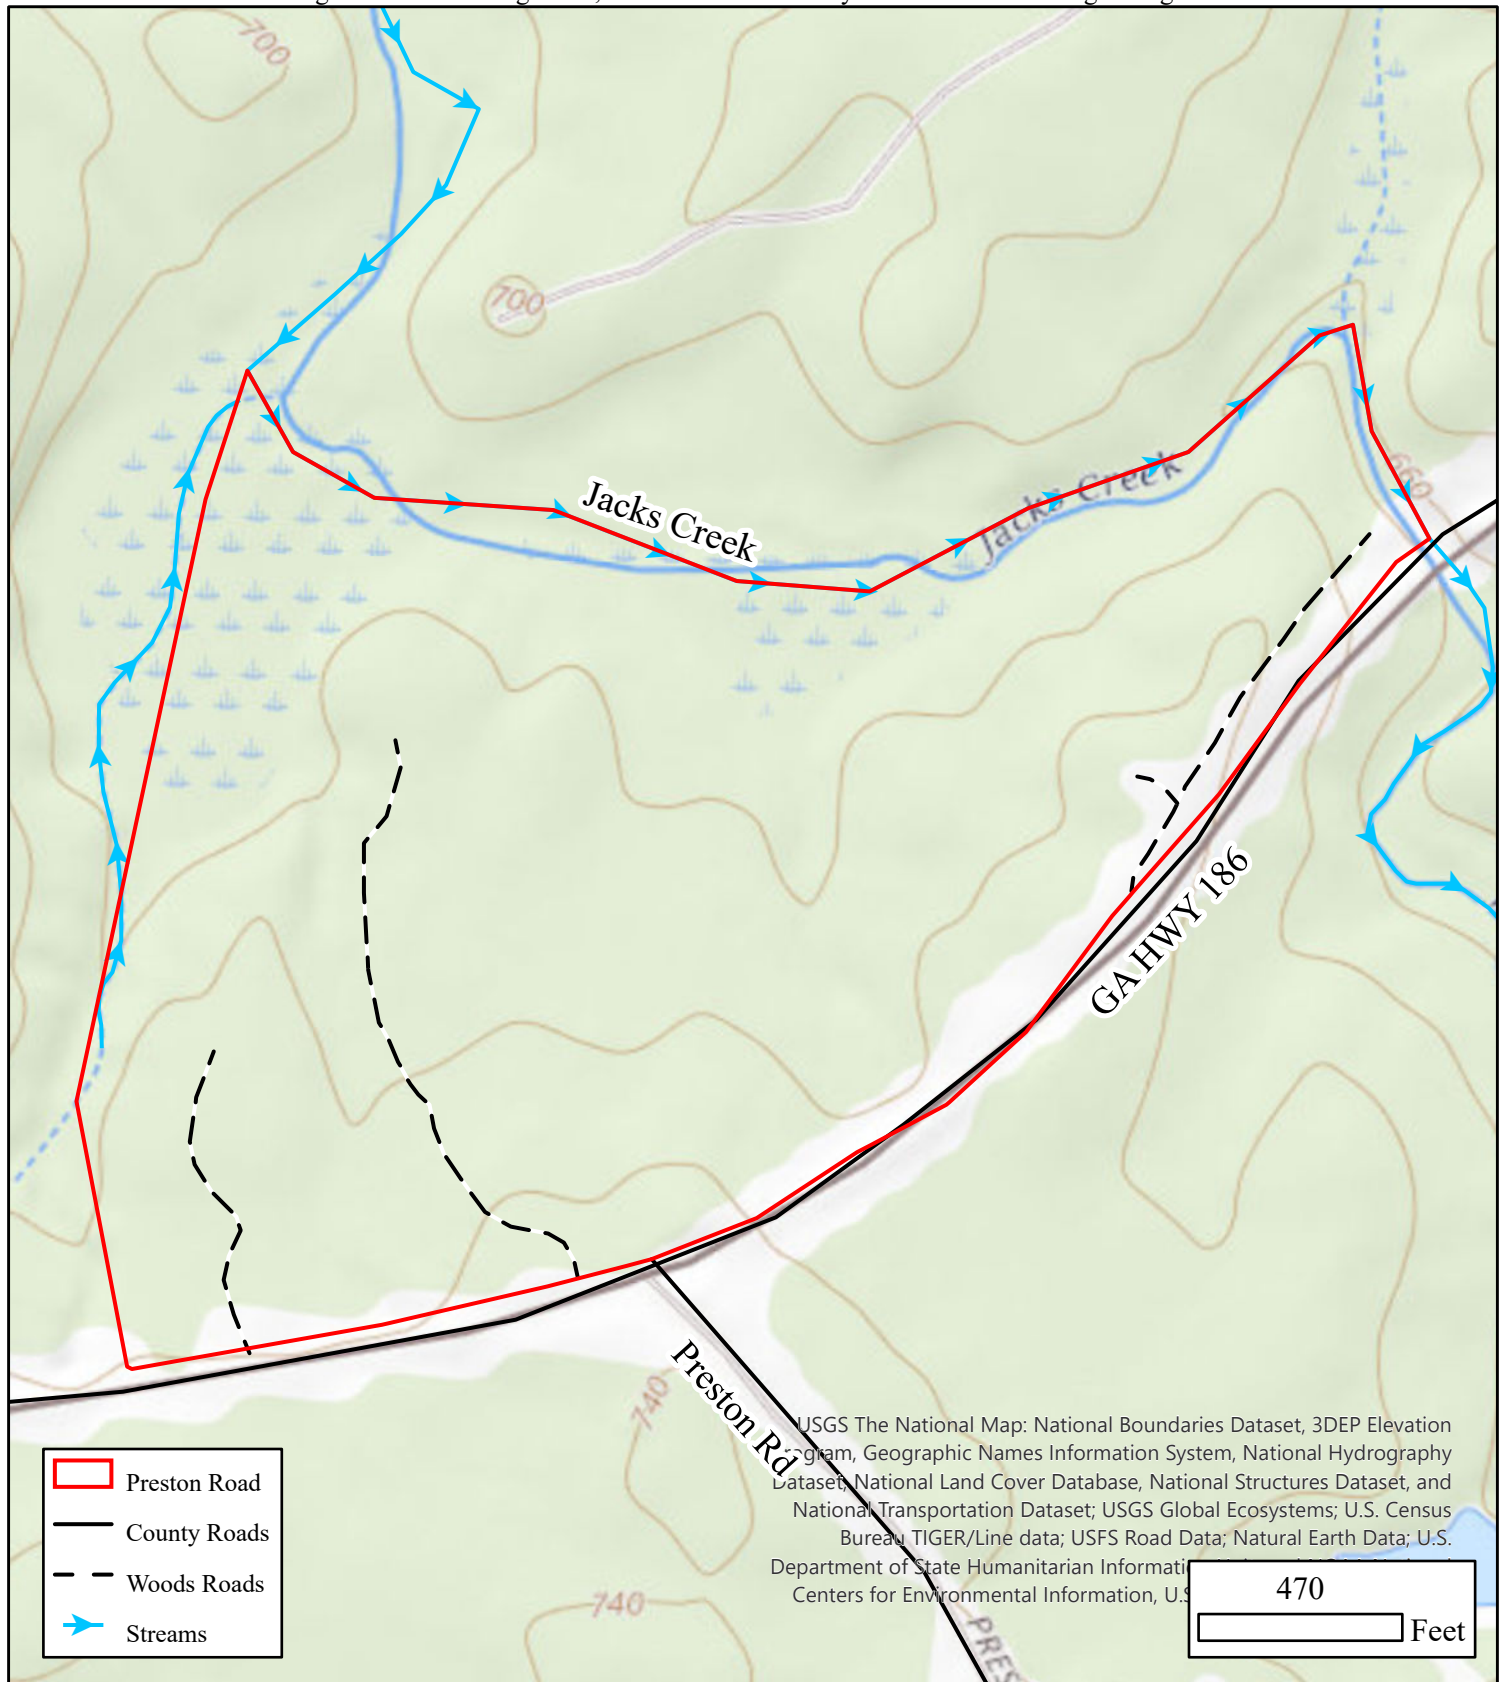 700
700
Jacks Creek
Jacks Creek
660
GA HWY 186
Preston Rd
740
740
USGS The National Map: National Boundaries Dataset, 3DEP Elevation
Geographic Names Information System, National Hydrography
Dataset, National Land Cover Database, National Structures Dataset, and
National Transportation Dataset; USGS Global Ecosystems; U.S. Census
Bureau TIGER/Line data; USFS Road Data; Natural Earth Data; U.S.
Department of State Humanitarian
Centers for Environmental Information,
PRES
Preston Road
County Roads
Woods Roads
Streams
470
Feet